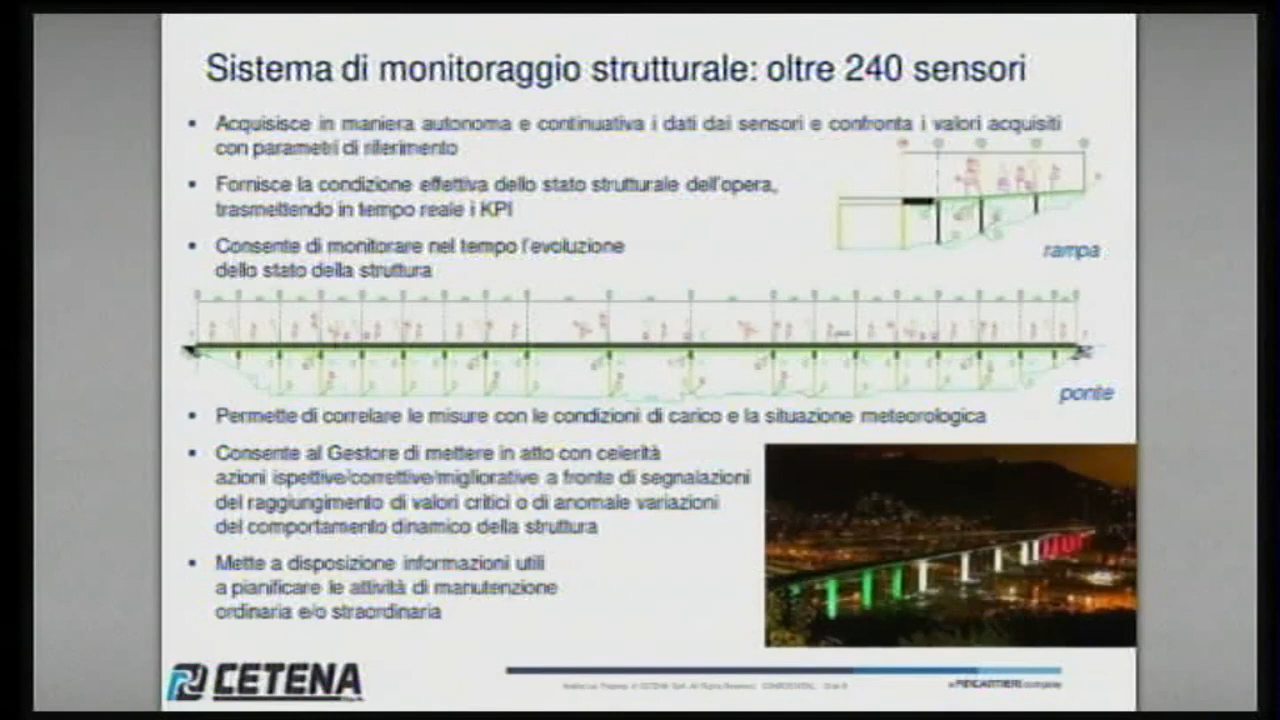 Sistema di monitoraggio strutturale: oltre 240 sensori
• Acquisisce in maniera autonoma e continuativa i dati dai sensori e confronta i valori acquisiti
con parametri di riferimento
• Fornisce la condizione effettiva dello stato strutturale dell'opera,
trasmettendo in tempo reale i KPI
• Consente di monitorare nel tempo l'evoluzione
dello stato della struttura
rampa
ponte
• Permette di correlare le misure con le condizioni di carico e la situazione meteorologica
• Consente al Gestore di mettere in atto con celerità
azioni ispettive/correttive/migliorative a fronte di segnalazioni
del raggiungimento di valori critici o di anomale variazioni
del comportamento dinamico della struttura
• Mette a disposizione informazioni utili
a pianificare le attività di manutenzione
ordinaria e/o straordinaria
CETENA
a FINCANTIERI company